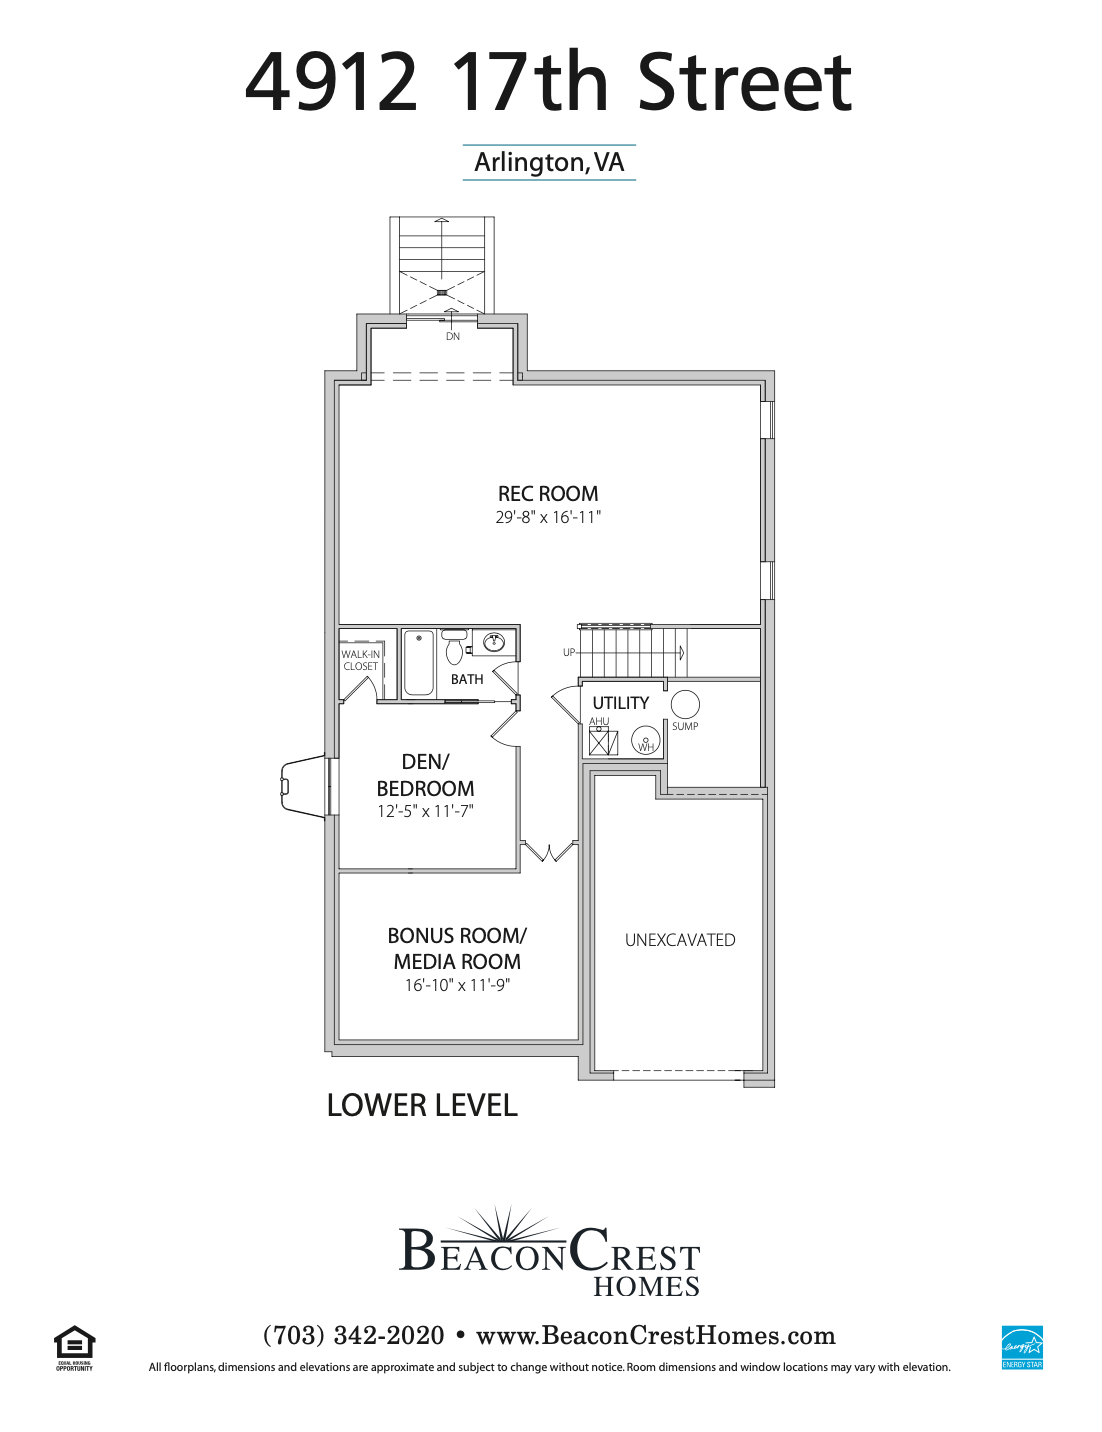 4912 17th Street
Arlington, VA
DN
REC ROOM
29'-8" x 16'-11"
WALK-IN
CLOSET
BATH
UP
UTILITY
AHU
WH
SUMP
DEN/
BEDROOM
12'-5" x 11'-7"
BONUS ROOM/
MEDIA ROOM
16'-10" x 11'-9"
UNEXCAVATED
LOWER LEVEL
BEACONCREST
HOMES
(703) 342-2020 • www.BeaconCrestHomes.com
EQUAL HOUSING
OPPORTUNITY
All floorplans, dimensions and elevations are approximate and subject to change without notice. Room dimensions and window locations may vary with elevation.
energy
ENERGY STAR